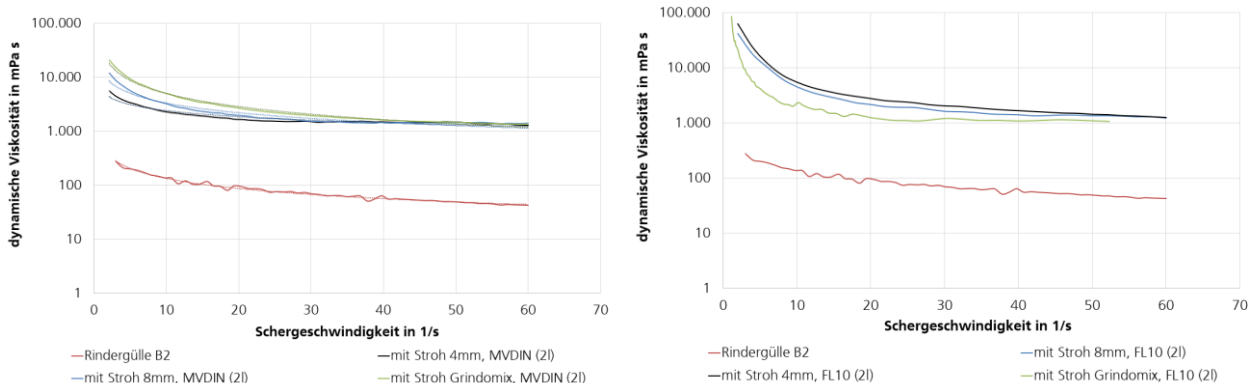 dynamische Viskosität in mPa s
100.000
10.000
1.000
100
10
1
0 10 20 30 40 50 60 70
Schergeschwindigkeit in 1/s
Rindergülle B2
mit Stroh 4mm, MVDIN (2l)
mit Stroh 8mm, MVDIN (2l)
mit Stroh Grindomix, MVDIN (2l)
dynamische Viskosität in mPa s
100.000
10.000
1.000
100
10
1
0 10 20 30 40 50 60 70
Schergeschwindigkeit in 1/s
Rindergülle B2
mit Stroh 8mm, FL10 (2l)
mit Stroh 4mm, FL10 (2l)
mit Stroh Grindomix, FL10 (2l)